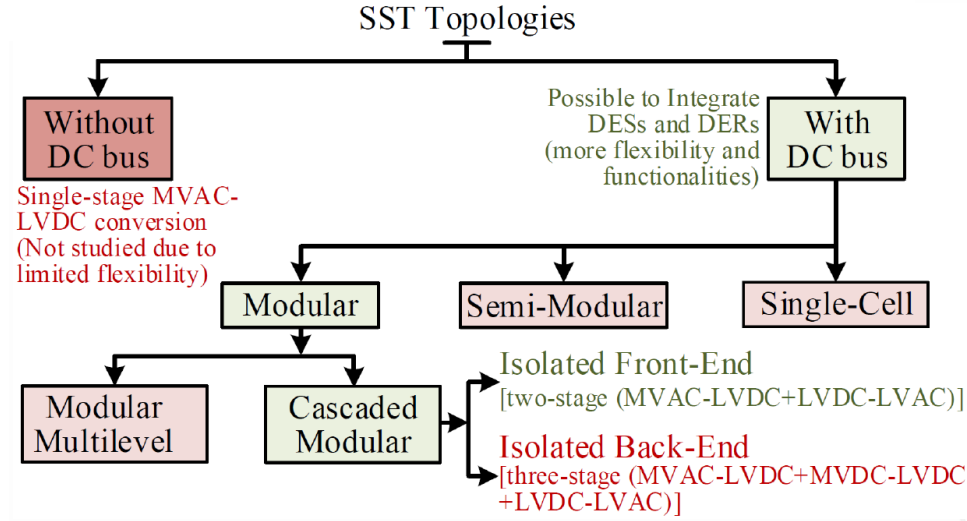 SST Topologies
Without
DC bus
Single-stage MVAC-
LVDC conversion
(Not studied due to
limited flexibility)
Possible to Integrate
DESs and DERs
(more flexibility and
functionalities)
With
DC bus
Modular
Semi-Modular
Single-Cell
Modular
Multilevel
Cascaded
Modular
Isolated Front-End
[two-stage (MVAC-LVDC+LVDC-LVAC)]
Isolated Back-End
[three-stage (MVAC-LVDC+MVDC-LVDC
+LVDC-LVAC)]